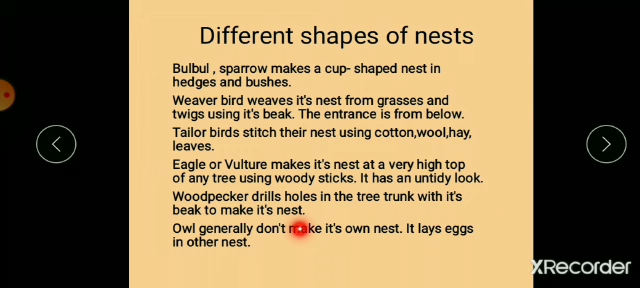 Different shapes of nests
Bulbul , sparrow makes a cup- shaped nest in
hedges and bushes.
Weaver bird weaves it's nest from grasses and
twigs using it's beak. The entrance is from below.
Tailor birds stitch their nest using cotton,wool,hay,
leaves.
Eagle or Vulture makes it's nest at a very high top
of any tree using woody sticks. It has an untidy look.
Woodpecker drills holes in the tree trunk with it's
beak to make it's nest.
Owl generally don't make it's own nest. It lays eggs
in other nest.
XRecorder